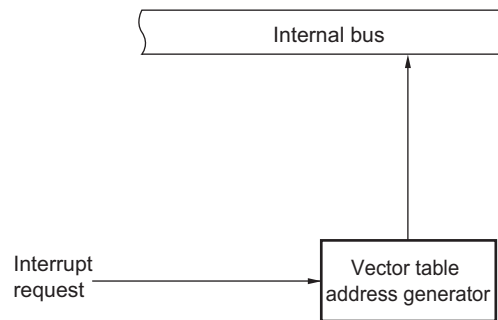 Internal bus
Interrupt
request
Vector table
address generator